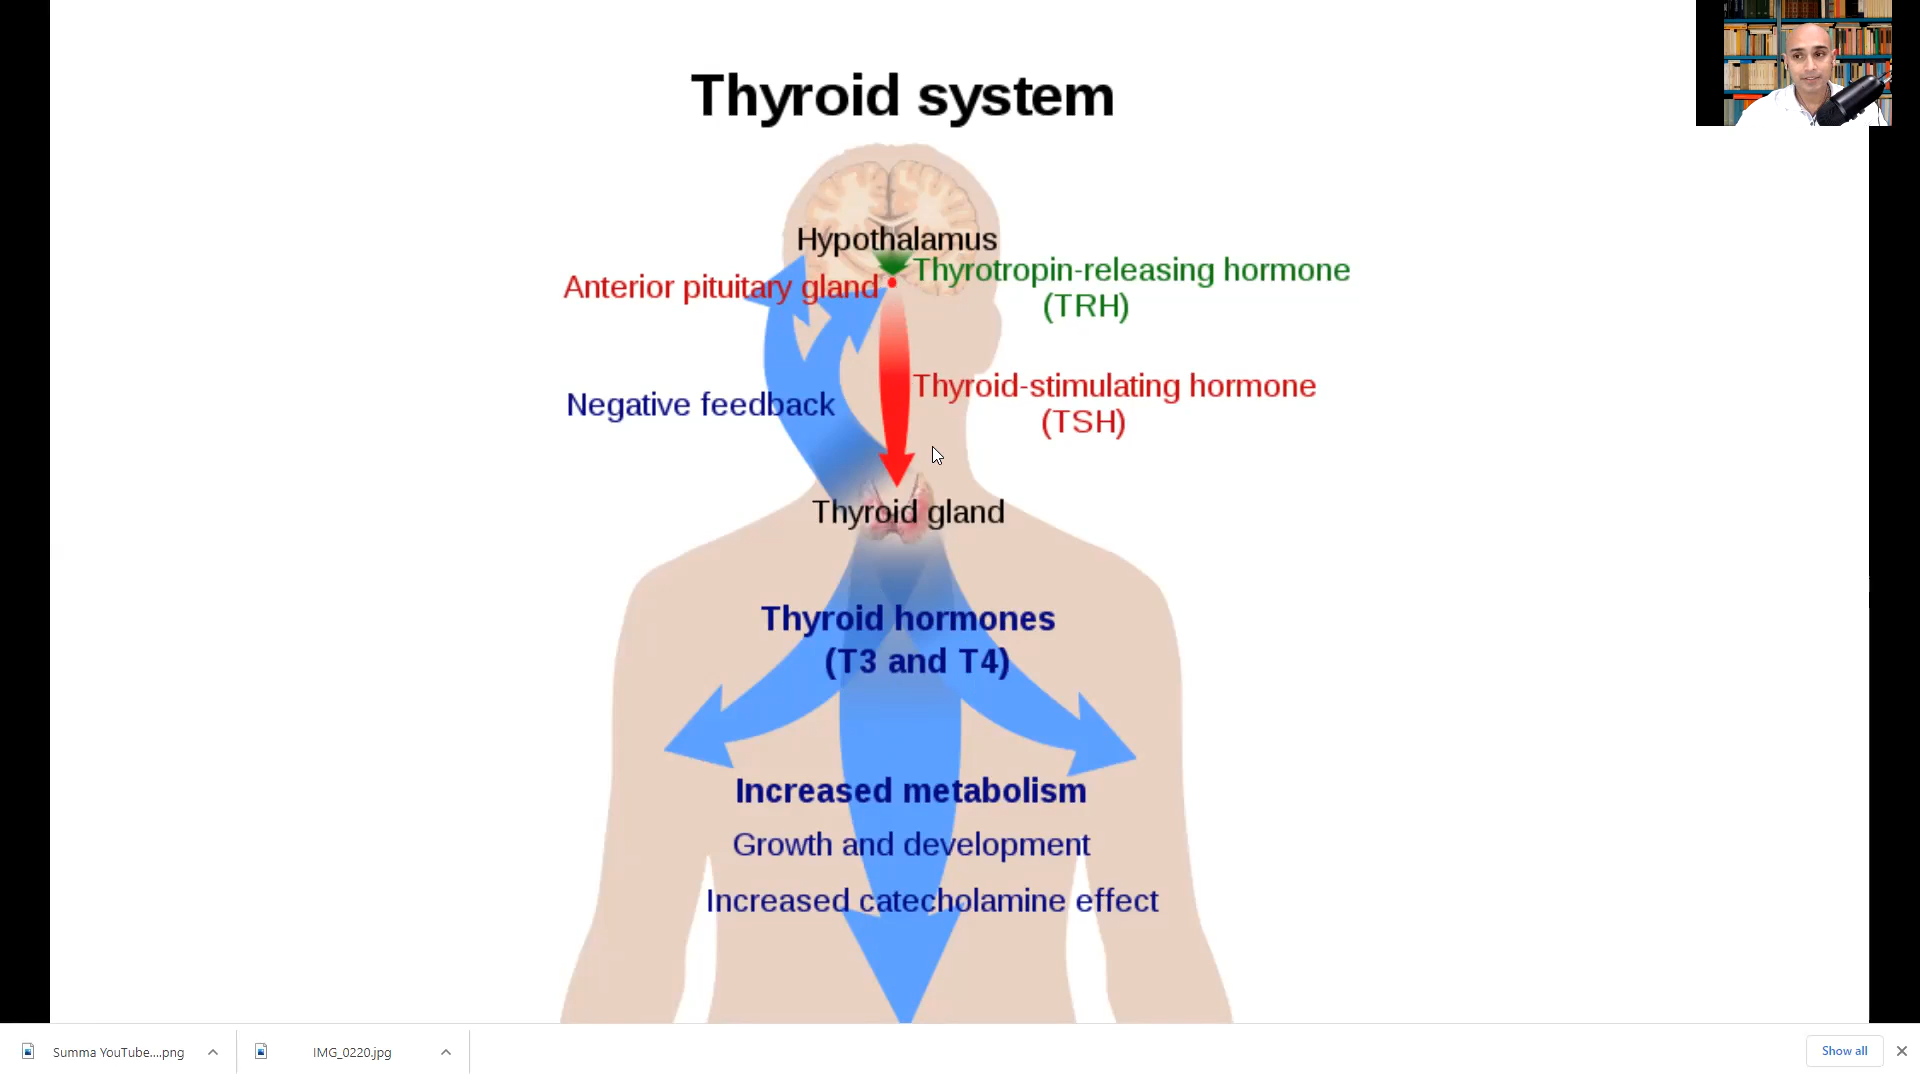 Thyroid system
Hypothalamus
Thyrotropin-releasing hormone
(TRH)
Anterior pituitary gland
Thyroid-stimulating hormone
(TSH)
Negative feedback
Thyroid gland
Thyroid hormones
(T3 and T4)
Increased metabolism
Growth and development
Increased catecholamine effect
Summa YouTube....png
IMG_0220.jpg
Show all